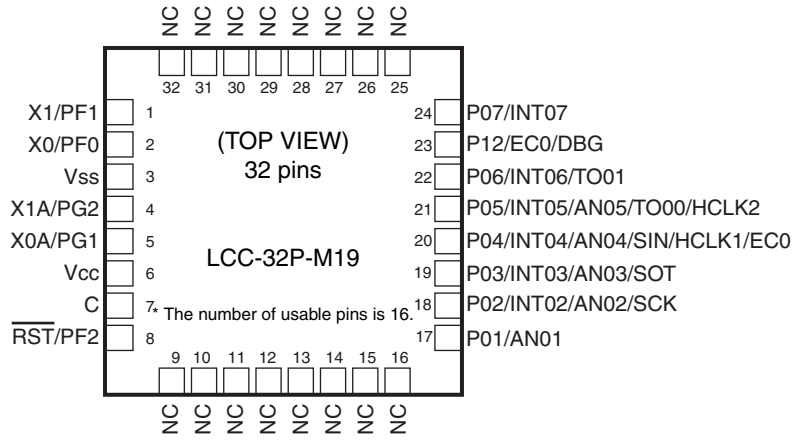 NC NC NC NC NC NC NC NC
32 31 30 29 28 27 26 25
X1/PF1 1 24 P07/INT07
X0/PF0 2 (TOP VIEW) 23 P12/EC0/DBG
Vss 3 32 pins 22 P06/INT06/TO01
X1A/PG2 4 21 P05/INT05/AN05/TO00/HCLK2
X0A/PG1 5 LCC-32P-M19 20 P04/INT04/AN04/SIN/HCLK1/EC0
Vcc 6 19 P03/INT03/AN03/SOT
C 7 * The number of usable pins is 16. 18 P02/INT02/AN02/SCK
RST/PF2 8 17 P01/AN01
9 10 11 12 13 14 15 16
NC NC NC NC NC NC NC NC